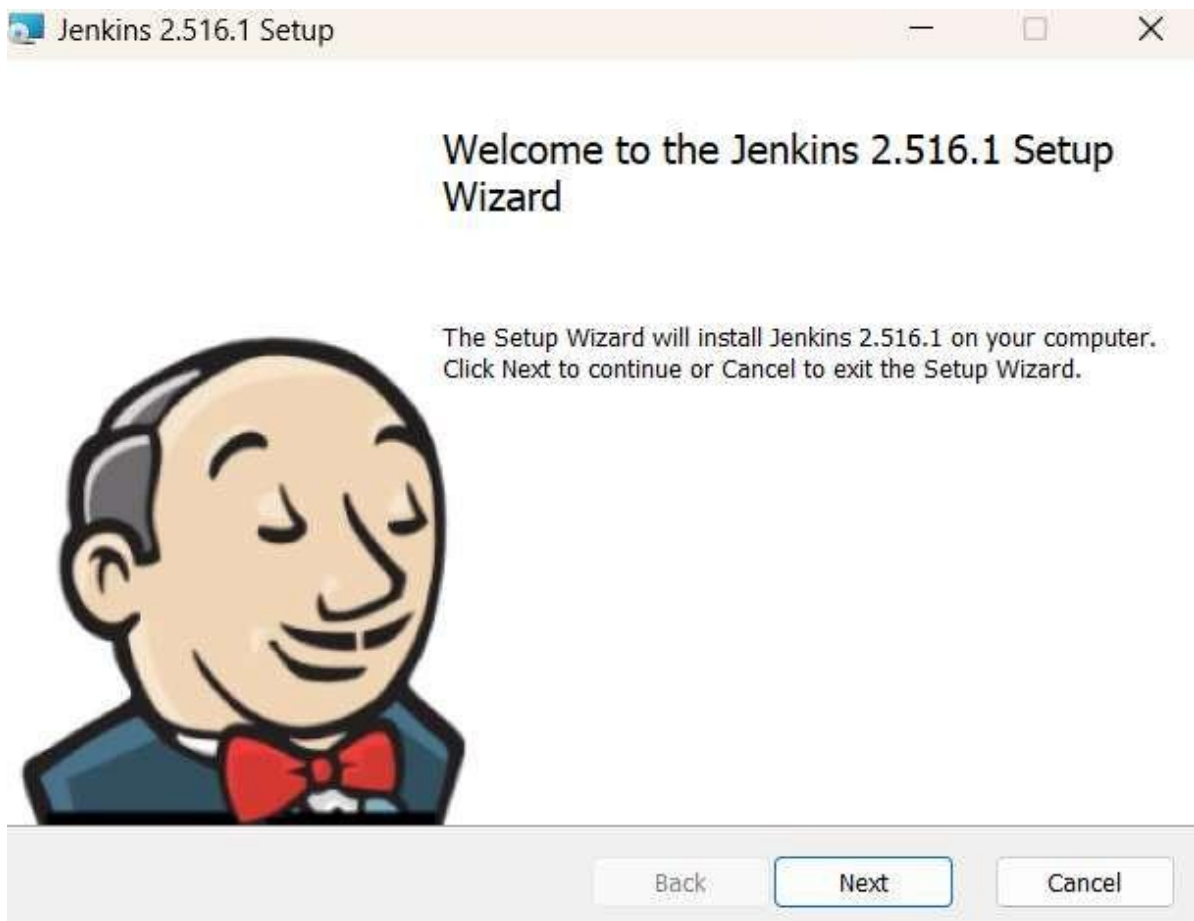 Jenkins 2.516.1 Setup
Welcome to the Jenkins 2.516.1 Setup
Wizard
The Setup Wizard will install Jenkins 2.516.1 on your computer.
Click Next to continue or Cancel to exit the Setup Wizard.
Back
Next
Cancel